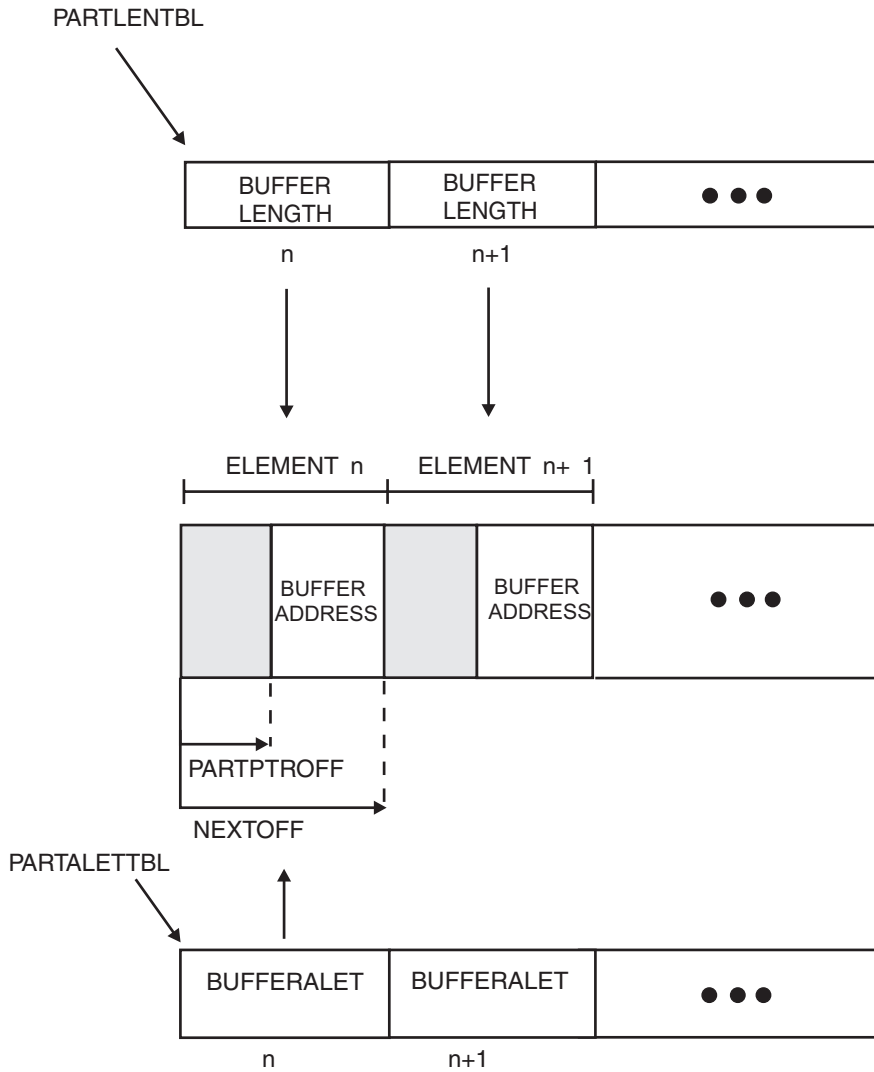 PARTLENTBL
BUFFER
LENGTH
BUFFER
LENGTH
n
n+1
ELEMENT n
ELEMENT n+ 1
BUFFER
ADDRESS
BUFFER
ADDRESS
PARTPTROFF
NEXTOFF
PARTALETTBL
BUFFERALET
BUFFERALET
n
n+1